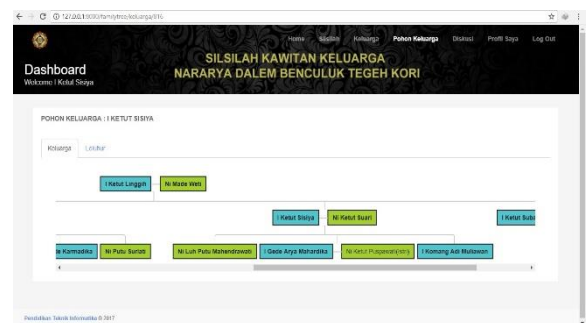 127.0.0.1:8000/familytree/keluarga/816
Home Silsilah Keluarga Pohon Keluarga Diskusi Profil Saya Log Out
SILSILAH KAWITAN KELUARGA
NARARYA DALEM BENCULUK TEGEH KORI
Dashboard
Welcome I Ketut Sisiya
POHON KELUARGA : I KETUT SISIYA
Keluarga Leluhur
I Ketut Linggih Ni Made Weti
I Ketut Sisiya Ni Ketut Suari I Ketut Suba
e Karmadika Ni Putu Suriati Ni Luh Putu Mahendrawati I Gede Arya Mahardika Ni Ketut Puspawati(istri) I Komang Adi Muliawan
Pendidikan Teknik Informatika © 2017